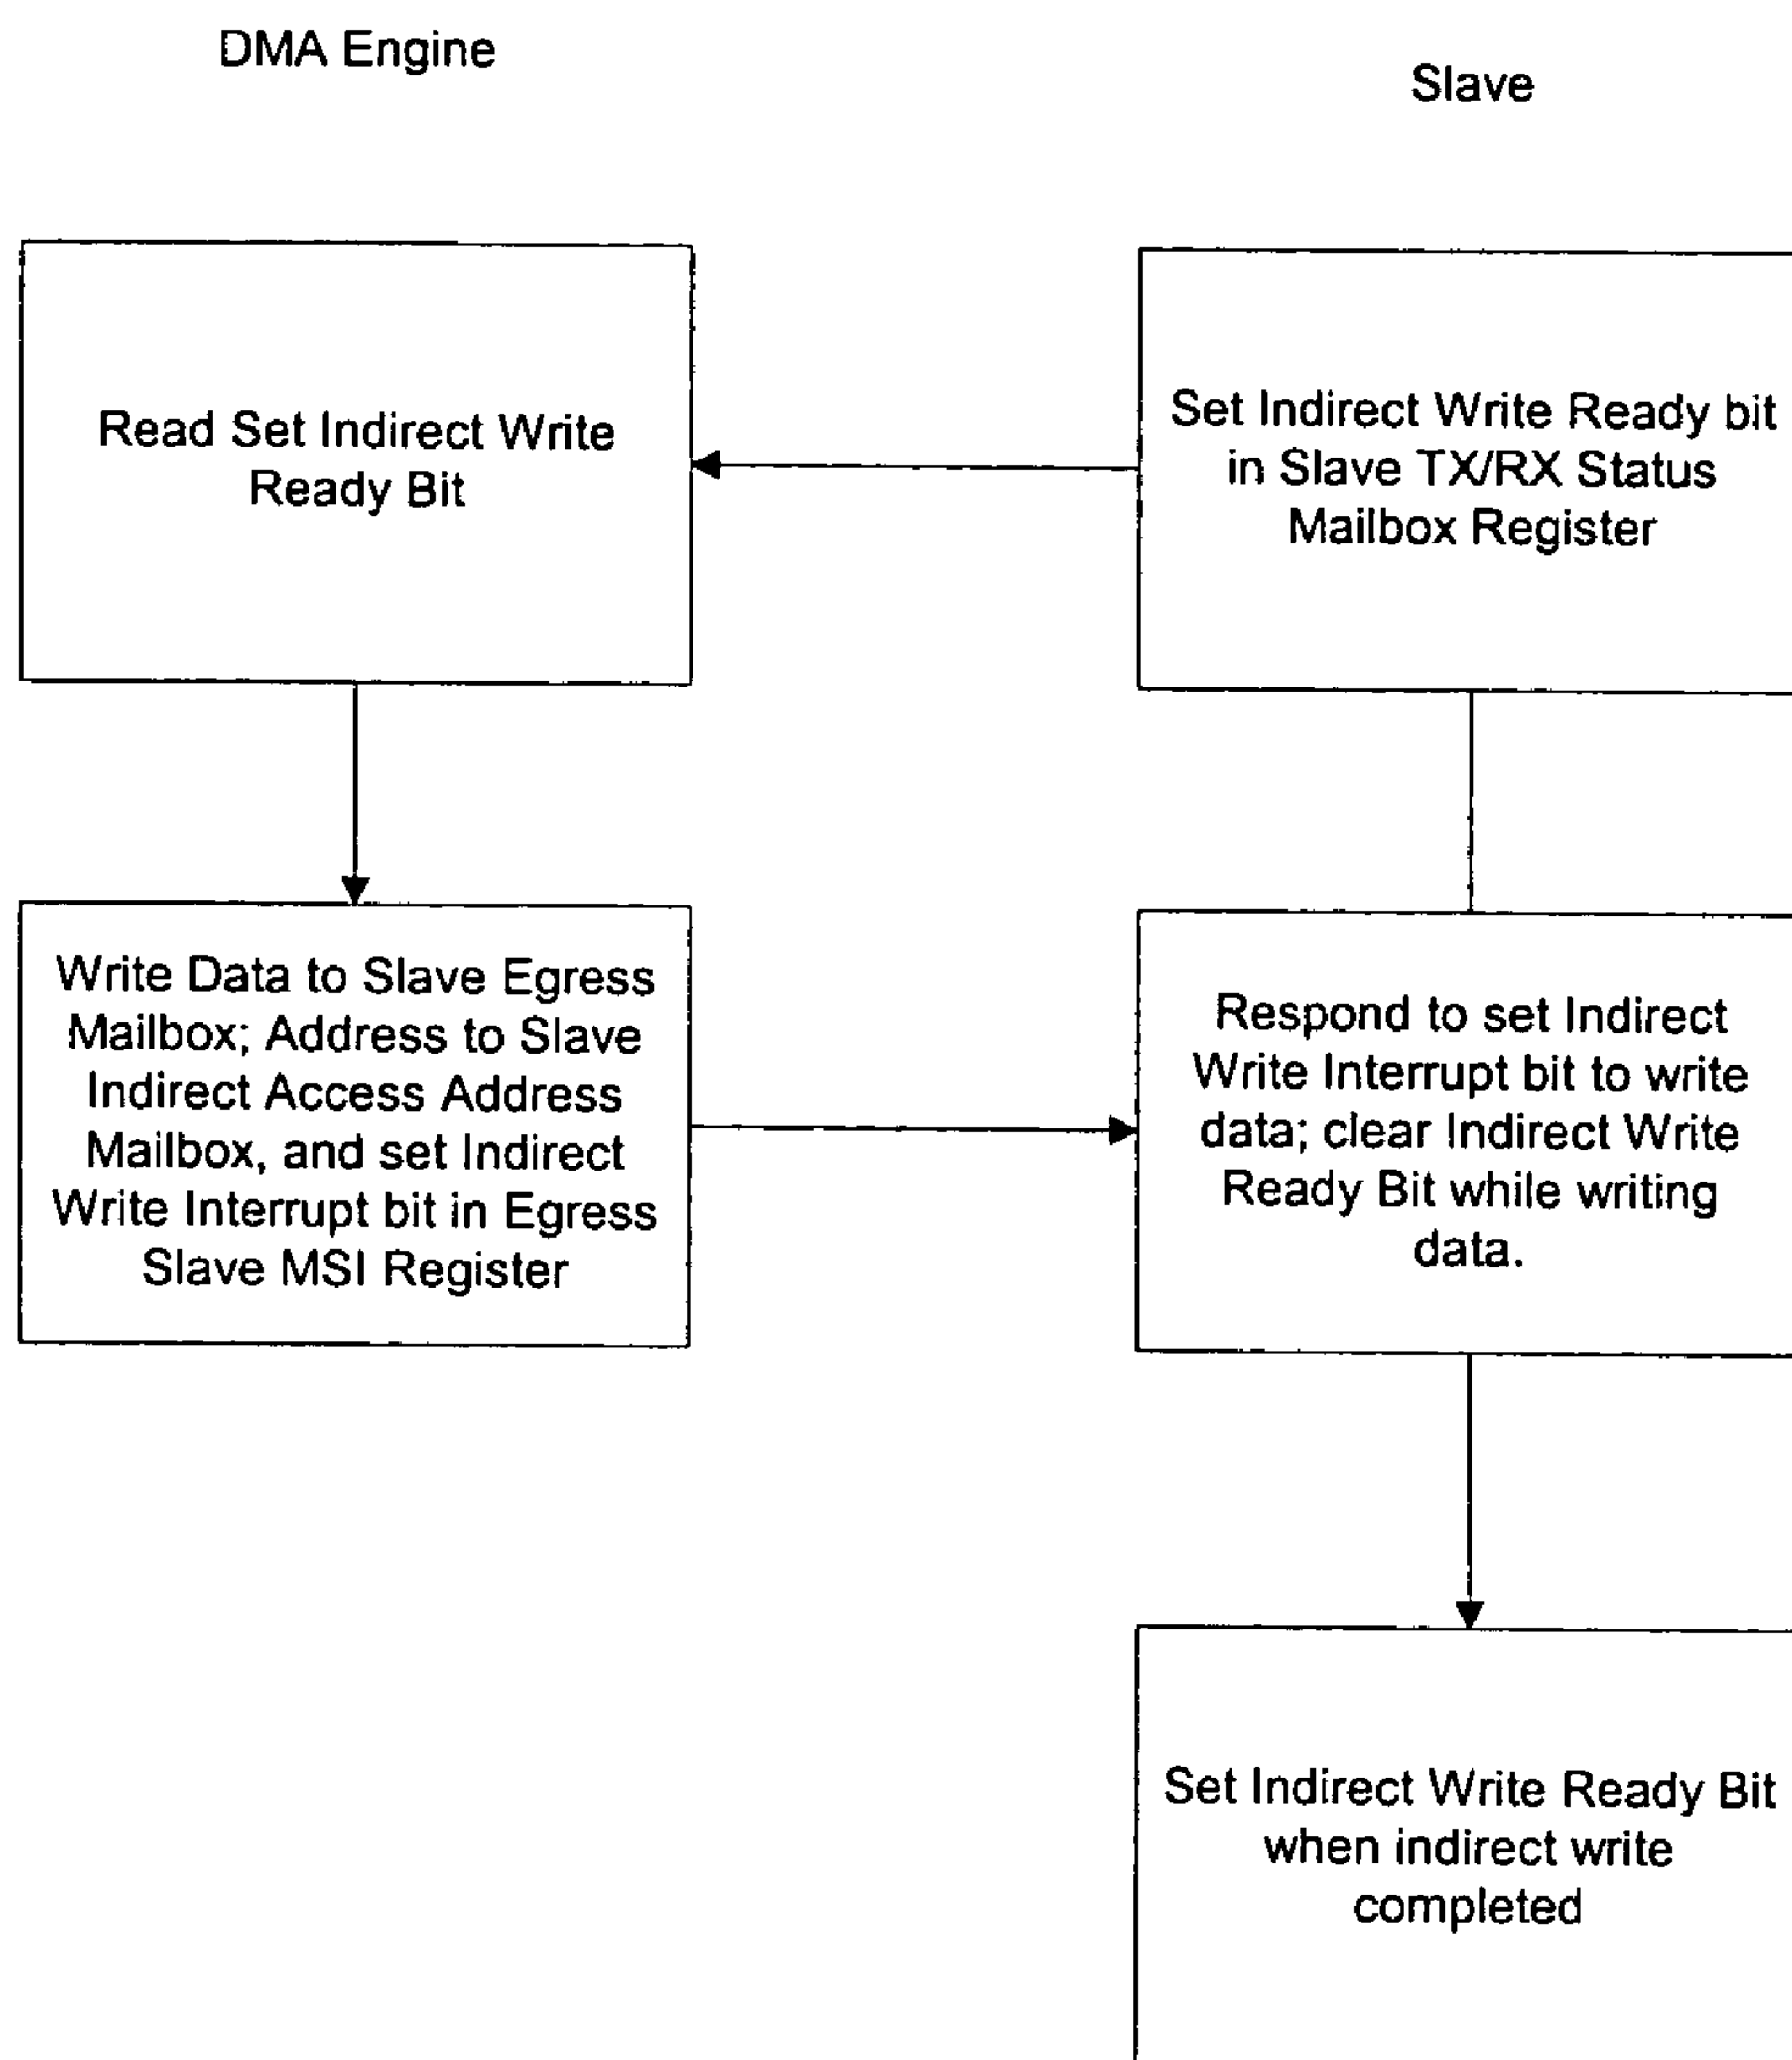 DMA Engine
Slave
Read Set Indirect Write
Ready Bit
Set Indirect Write Ready bit
in Slave TX/RX Status
Mailbox Register
Write Data to Slave Egress
Mailbox; Address to Slave
Indirect Access Address
Mailbox, and set Indirect
Write Interrupt bit in Egress
Slave MSI Register
Respond to set Indirect
Write Interrupt bit to write
data; clear Indirect Write
Ready Bit while writing
data.
Set Indirect Write Ready Bit
when indirect write
completed